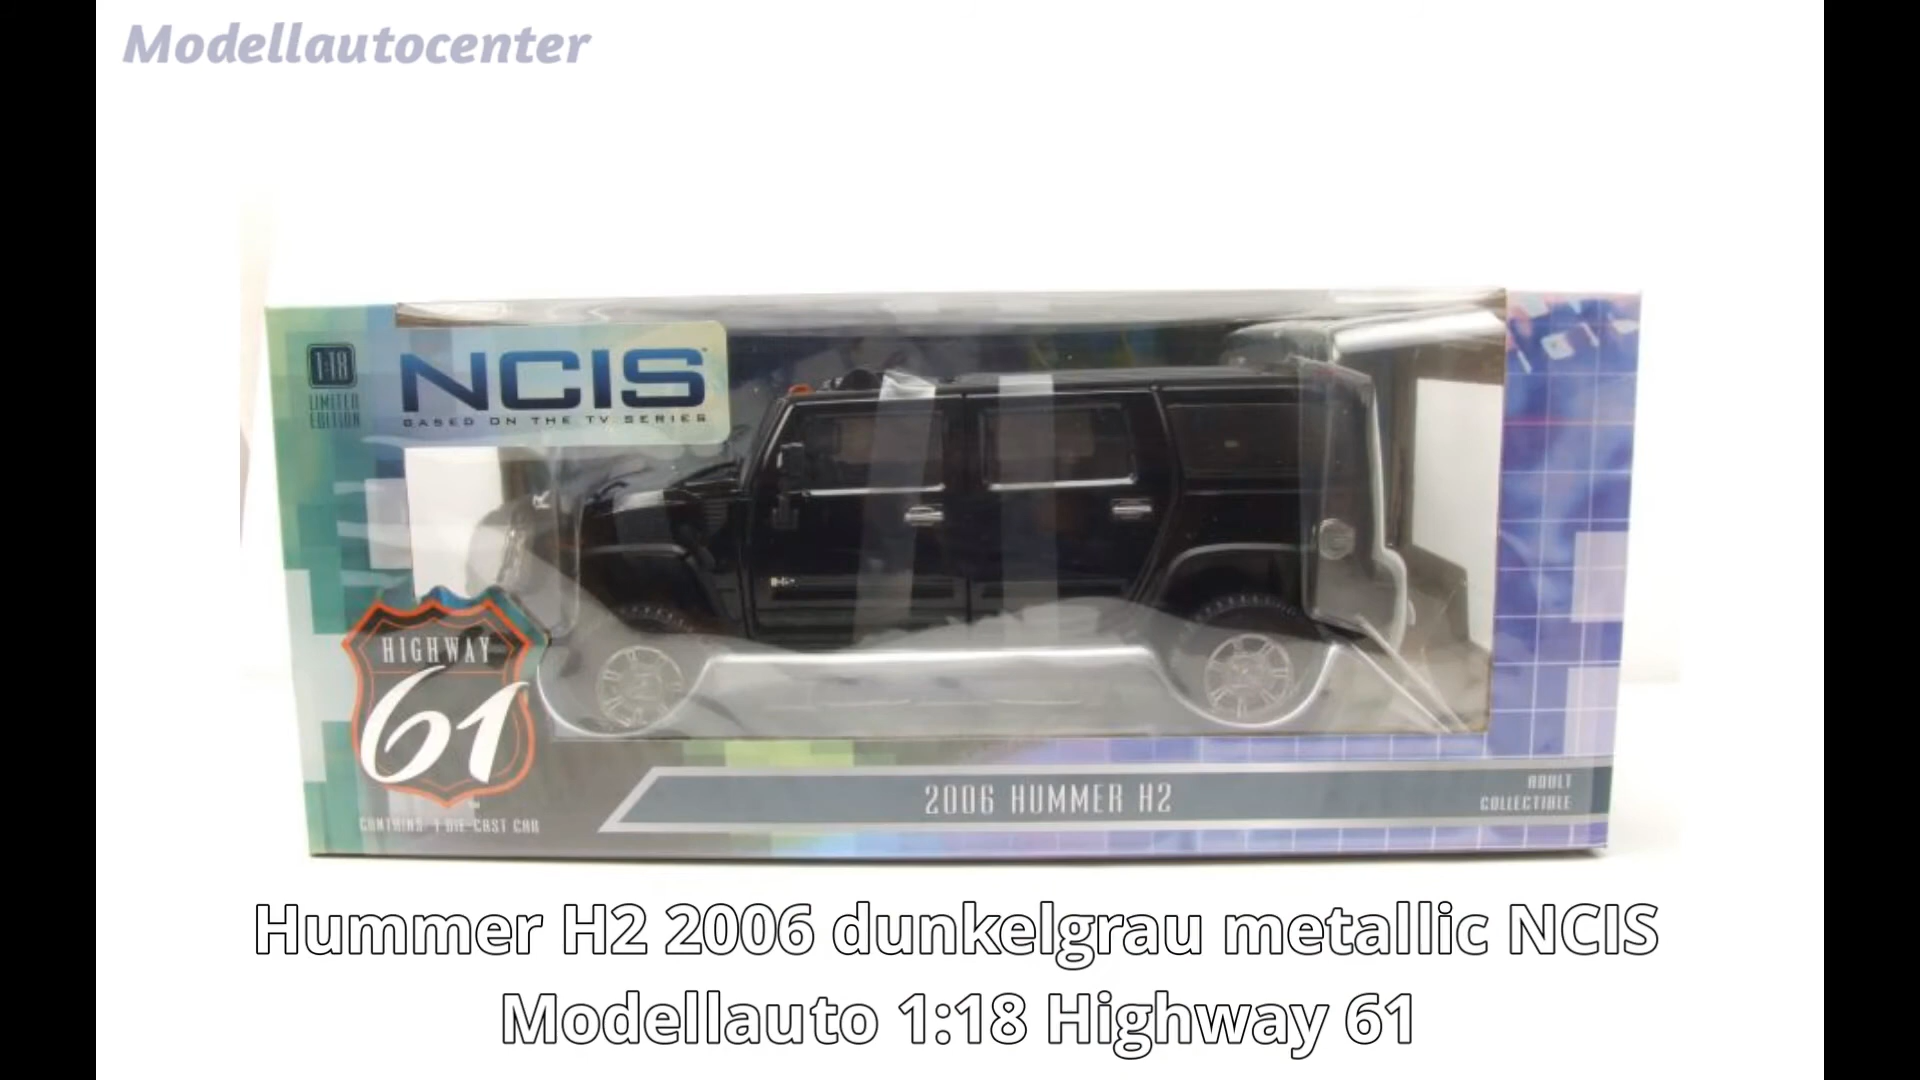 Modellautocenter
1:18
LIMITED
EDITION
NCIS
BASED ON THE TV SERIES
HIGHWAY
61
CONTAINS 1 DIE-CAST CAR
2006 HUMMER H2
ADULT
COLLECTIBLE
Hummer H2 2006 dunkelgrau metallic NCIS
Modellauto 1:18 Highway 61